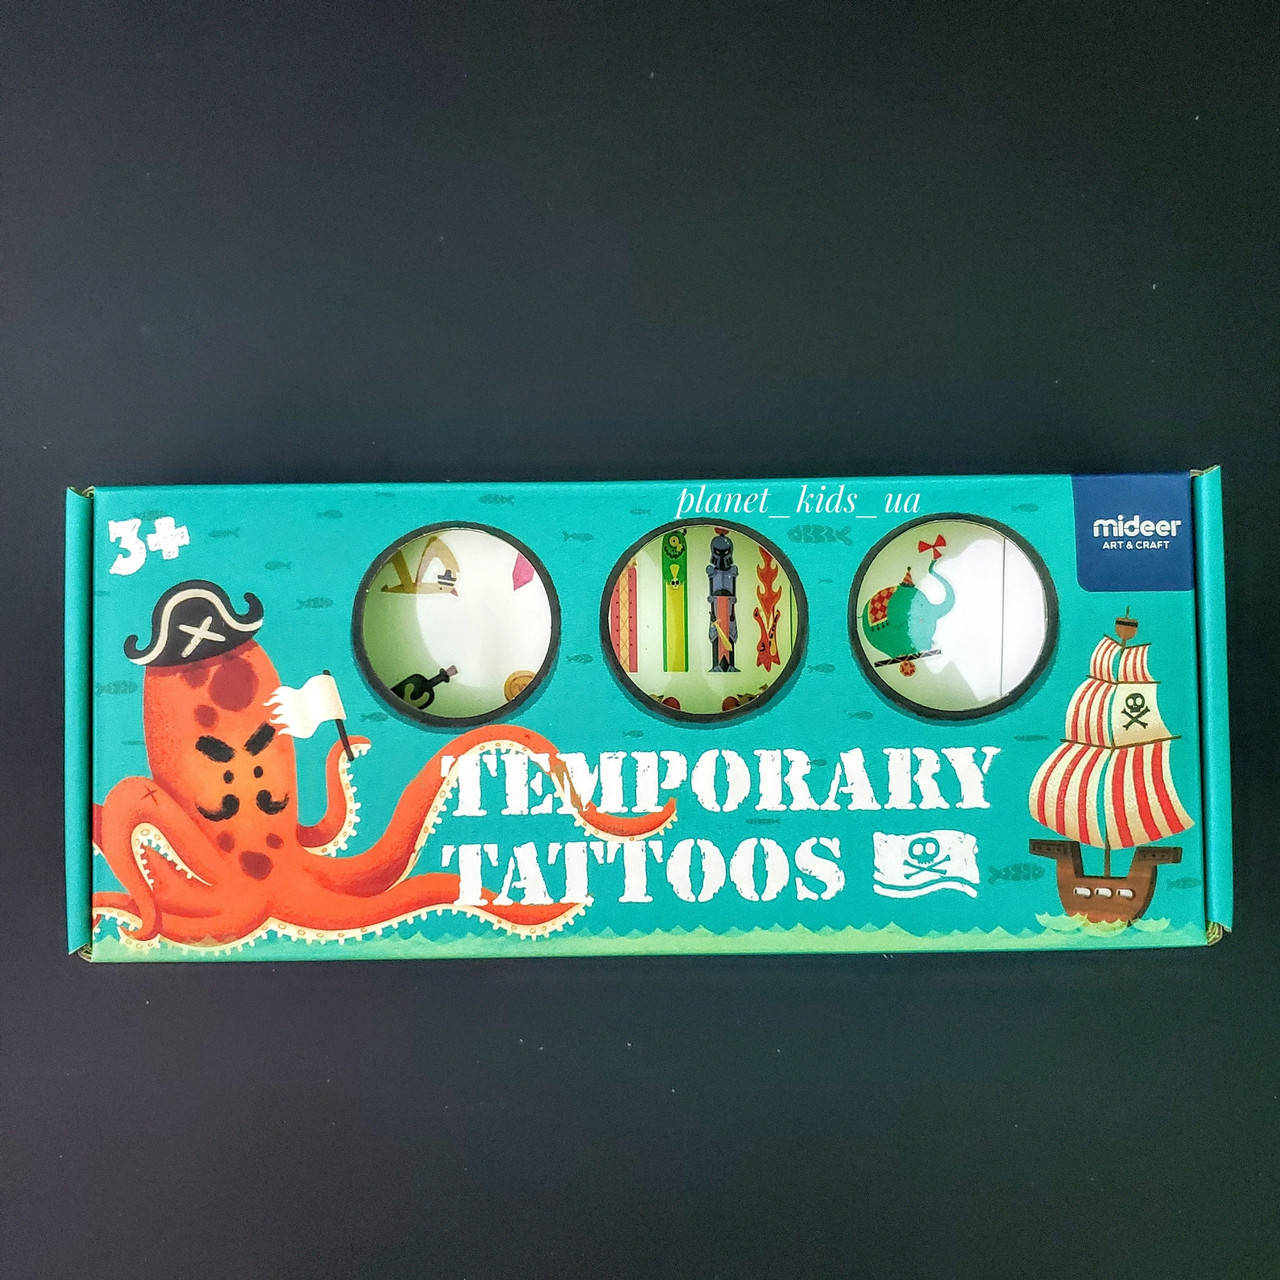 planet_kids_ua
3+
mideer
ART & CRAFT
TEMPORARY
TATTOOS